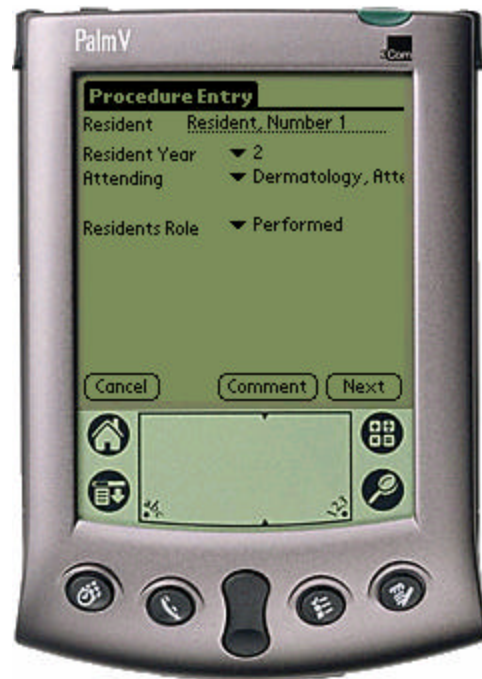 PalmV
3Com
Procedure Entry
Resident Resident, Number 1
Resident Year 2
Attending Dermatology, Atte
Residents Role Performed
Cancel Comment Next
123